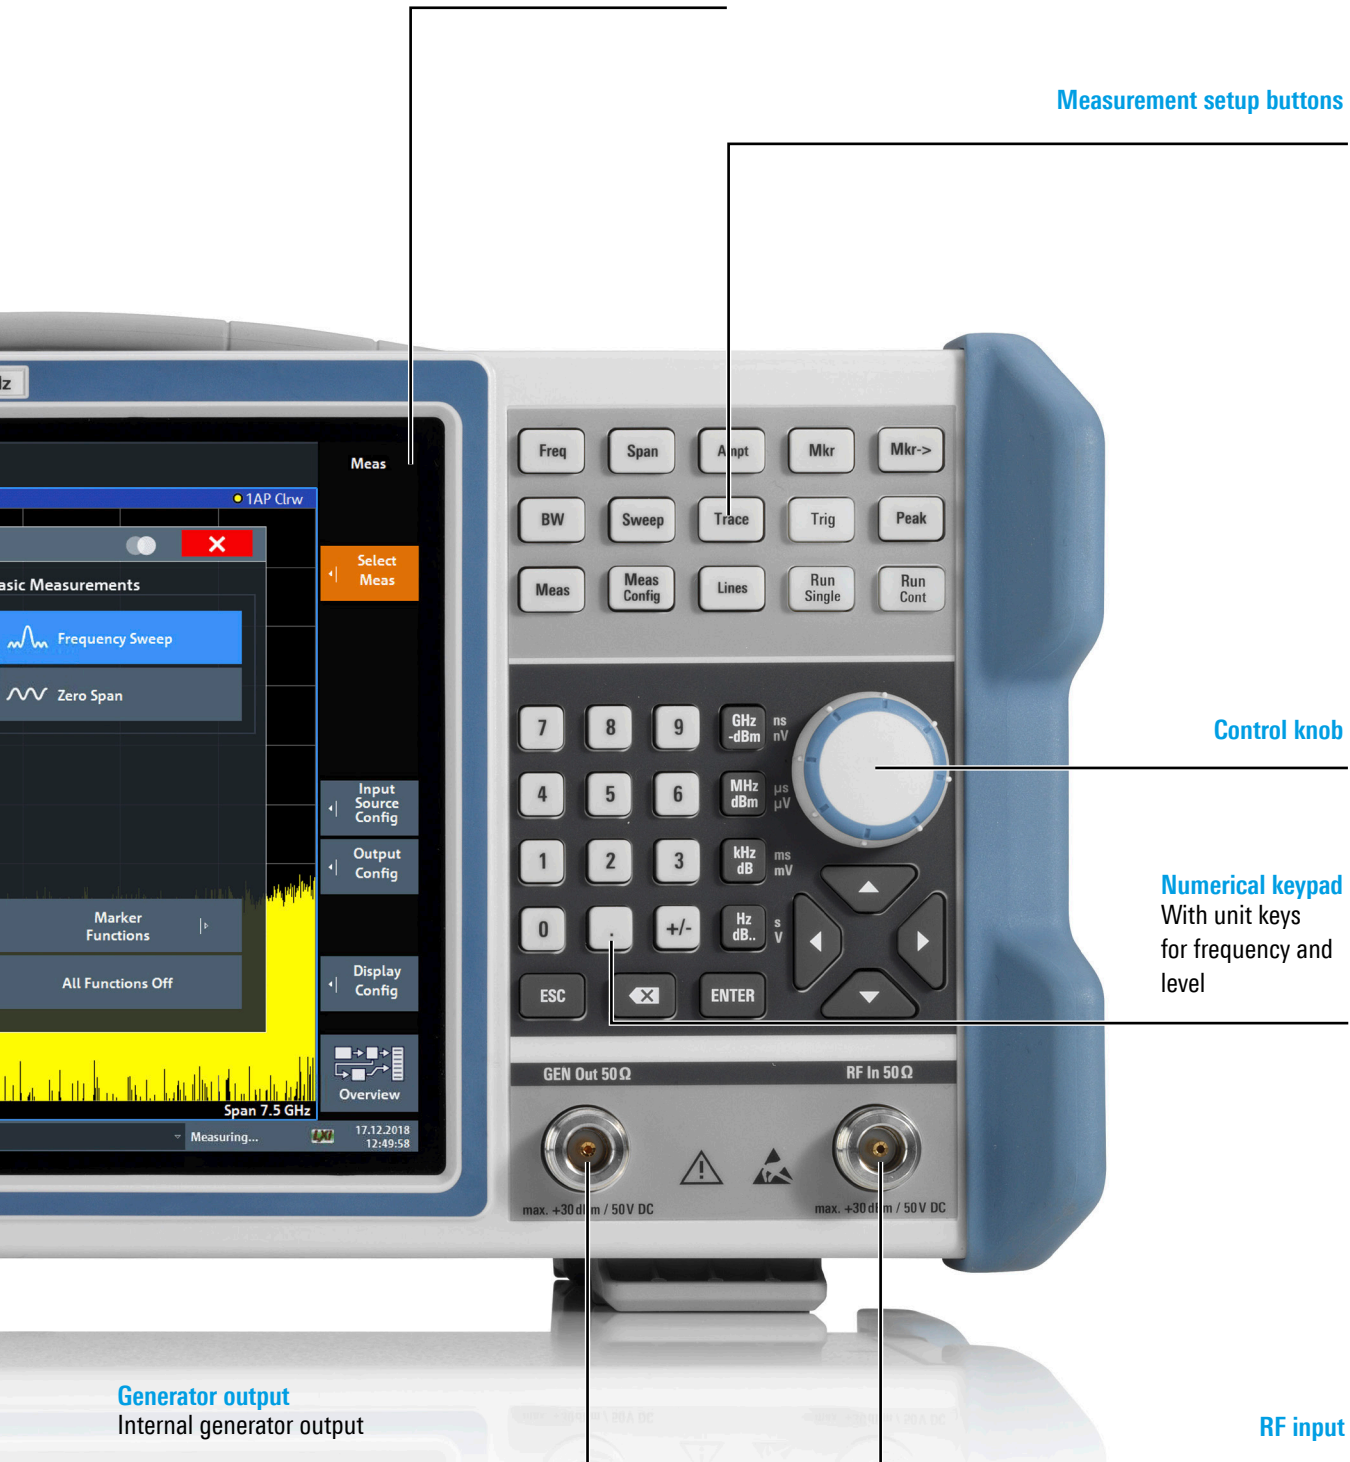 Measurement setup buttons
Hz
Meas
1AP Clrw
Select
Meas
Basic Measurements
Frequency Sweep
Zero Span
Input
Source
Config
Output
Config
Marker
Functions
All Functions Off
Display
Config
Overview
Span 7.5 GHz
Measuring...
LXI
17.12.2018
12:49:58
Freq Span Ampt Mkr Mkr->
BW Sweep Trace Trig Peak
Meas Meas Config Lines Run Single Run Cont
7 8 9 GHz -dBm ns nV
4 5 6 MHz dBm µs µV
1 2 3 kHz dB ms mV
0 . +/- Hz dB.. s V
ESC ENTER
Control knob
Numerical keypad
With unit keys
for frequency and
level
GEN Out 50 Ω RF In 50 Ω
max. +30 dBm / 50 V DC max. +30 dBm / 50 V DC
Generator output
Internal generator output
RF input